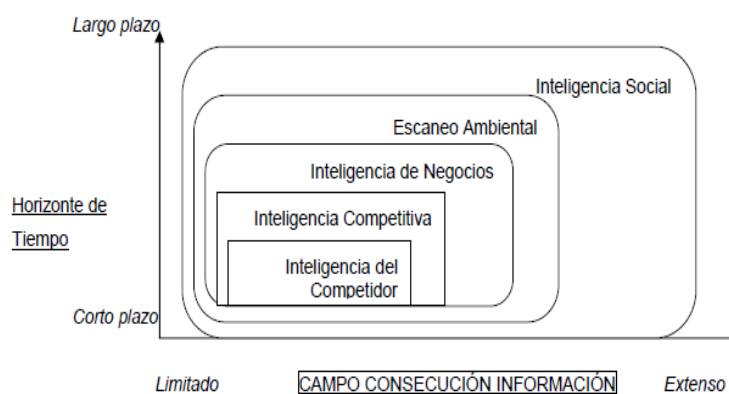 Largo plazo
Inteligencia Social
Escaneo Ambiental
Inteligencia de Negocios
Horizonte de
Tiempo
Inteligencia Competitiva
Inteligencia del
Competidor
Corto plazo
Limitado
CAMPO CONSECUCIÓN INFORMACIÓN
Extenso